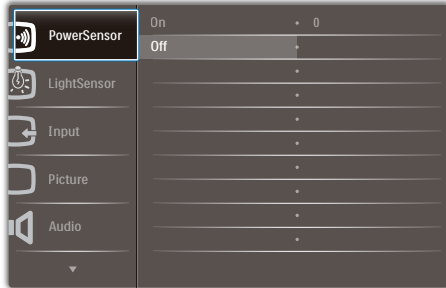 PowerSensor
LightSensor
Input
Picture
Audio
On • 0
Off •